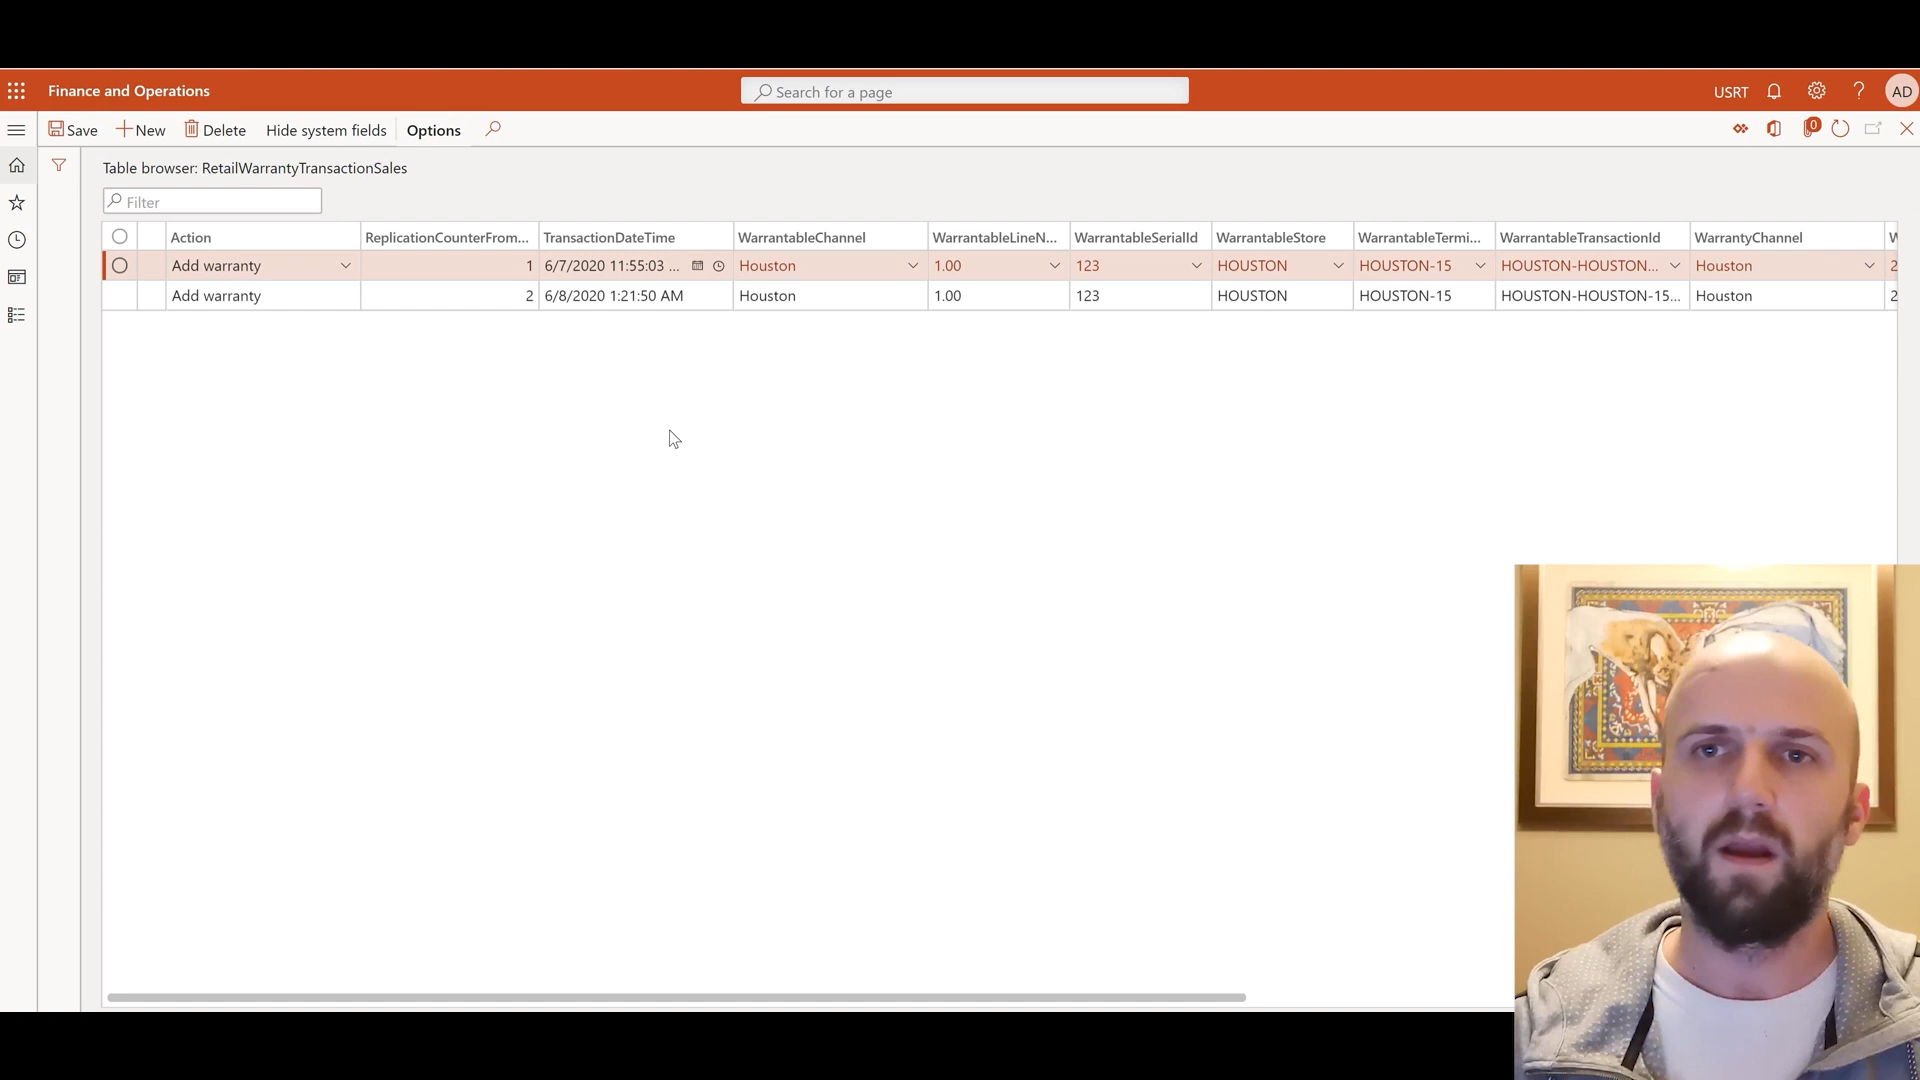 Finance and Operations
Search for a page
USRT
AD
Save
New
Delete
Hide system fields
Options
0
Table browser: RetailWarrantyTransactionSales
Filter
Action ReplicationCounterFrom... TransactionDateTime WarrantableChannel WarrantableLineN... WarrantableSerialId WarrantableStore WarrantableTermi... WarrantableTransactionId WarrantyChannel W
Add warranty 1 6/7/2020 11:55:03 ... Houston 1.00 123 HOUSTON HOUSTON-15 HOUSTON-HOUSTON... Houston 2
Add warranty 2 6/8/2020 1:21:50 AM Houston 1.00 123 HOUSTON HOUSTON-15 HOUSTON-HOUSTON-15... Houston 2